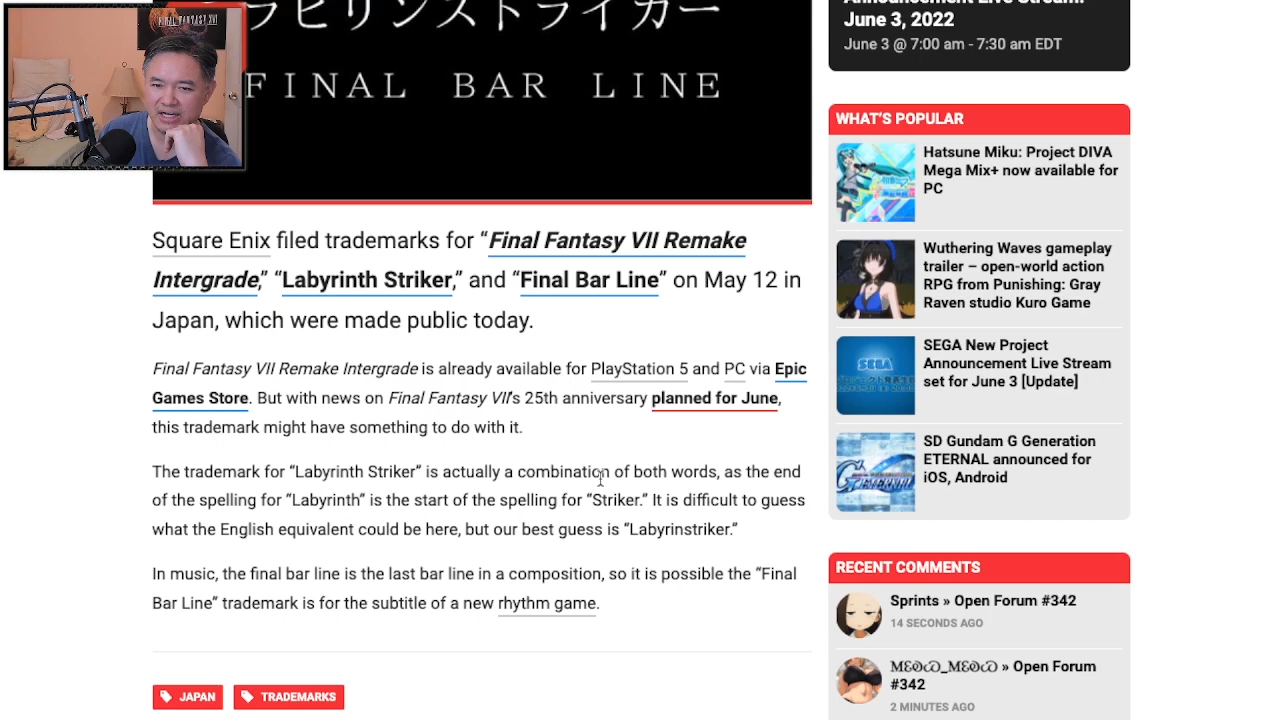 FINAL FANTASY XVI
ラビリンストライカー
FINAL BAR LINE
Square Enix filed trademarks for “Final Fantasy VII Remake
Intergrade,” “Labyrinth Striker,” and “Final Bar Line” on May 12 in
Japan, which were made public today.
Final Fantasy VII Remake Intergrade is already available for PlayStation 5 and PC via Epic
Games Store. But with news on Final Fantasy VII’s 25th anniversary planned for June,
this trademark might have something to do with it.
The trademark for “Labyrinth Striker” is actually a combination of both words, as the end
of the spelling for “Labyrinth” is the start of the spelling for “Striker.” It is difficult to guess
what the English equivalent could be here, but our best guess is “Labyrinstriker.”
In music, the final bar line is the last bar line in a composition, so it is possible the “Final
Bar Line” trademark is for the subtitle of a new rhythm game.
JAPAN
TRADEMARKS
Announcement Live Stream:
June 3, 2022
June 3 @ 7:00 am - 7:30 am EDT
WHAT’S POPULAR
Hatsune Miku: Project DIVA
Mega Mix+ now available for
PC
Wuthering Waves gameplay
trailer – open-world action
RPG from Punishing: Gray
Raven studio Kuro Game
SEGA
SEGA New Project
Announcement Live Stream
set for June 3 [Update]
SD Gundam G Generation
ETERNAL announced for
iOS, Android
RECENT COMMENTS
Sprints » Open Forum #342
14 SECONDS AGO
» Open Forum
#342
2 MINUTES AGO